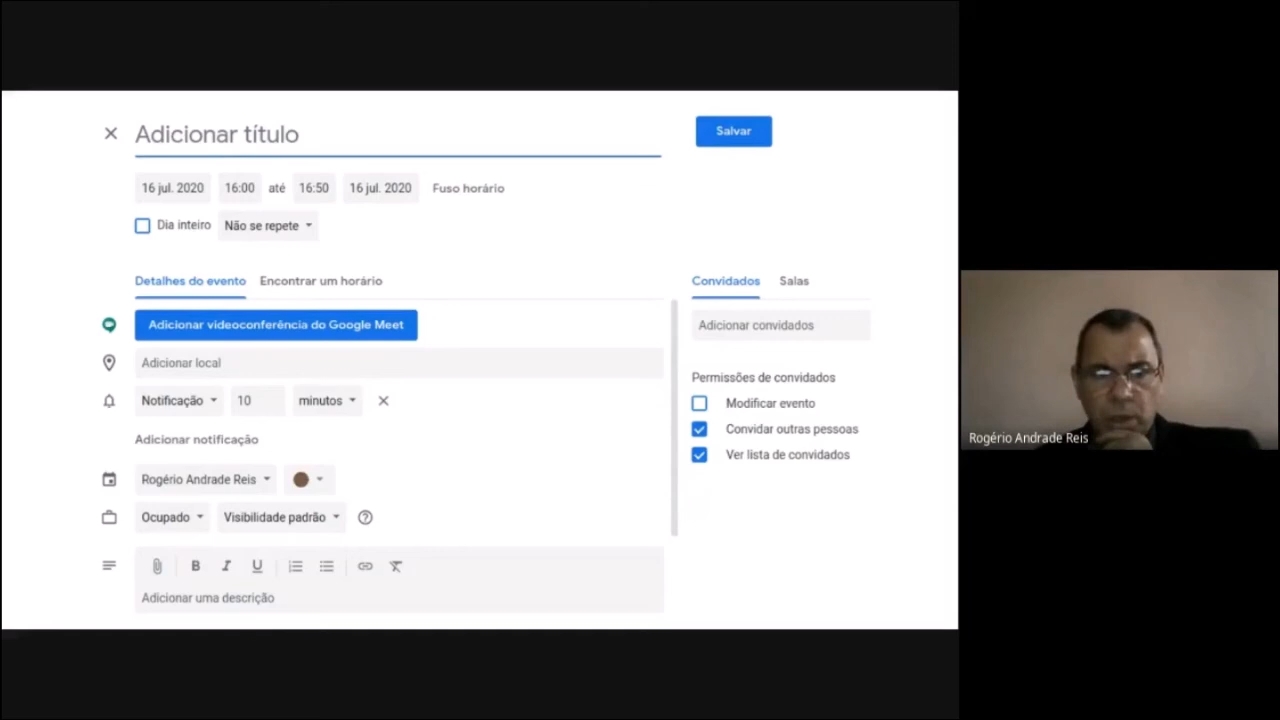 Adicionar título
Salvar
16 jul. 2020 16:00 até 16:50 16 jul. 2020 Fuso horário
Dia inteiro Não se repete
Detalhes do evento Encontrar um horário
Convidados Salas
Adicionar videoconferência do Google Meet
Adicionar convidados
Adicionar local
Permissões de convidados
Notificação 10 minutos
Modificar evento
Adicionar notificação
Convidar outras pessoas
Ver lista de convidados
Rogério Andrade Reis
Ocupado Visibilidade padrão
B I U
Adicionar uma descrição
Rogério Andrade Reis